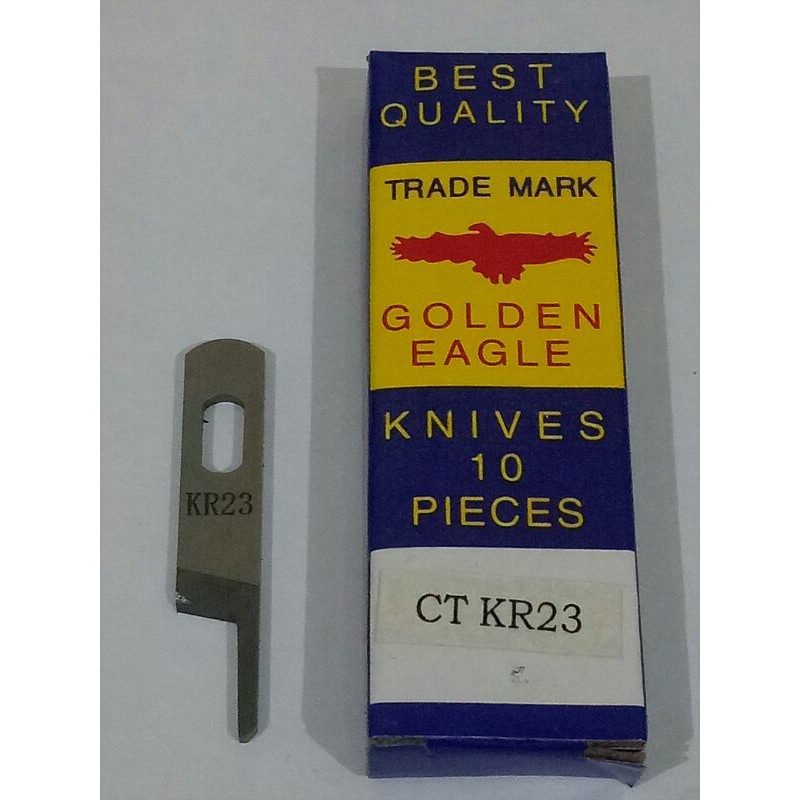 BEST
QUALITY
TRADE MARK
GOLDEN
EAGLE
KNIVES
10
PIECES
CT KR23
KR23